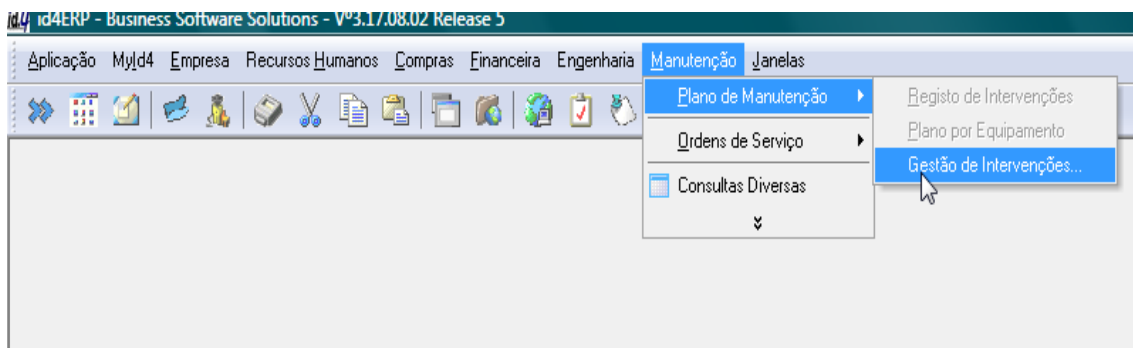 id4ERP - Business Software Solutions - Vº3.17.08.02 Release 5
Aplicação MyId4 Empresa Recursos Humanos Compras Financeira Engenharia Manutenção Janelas
Plano de Manutenção
Ordens de Serviço
Consultas Diversas
Registo de Intervenções
Plano por Equipamento
Gestão de Intervenções...